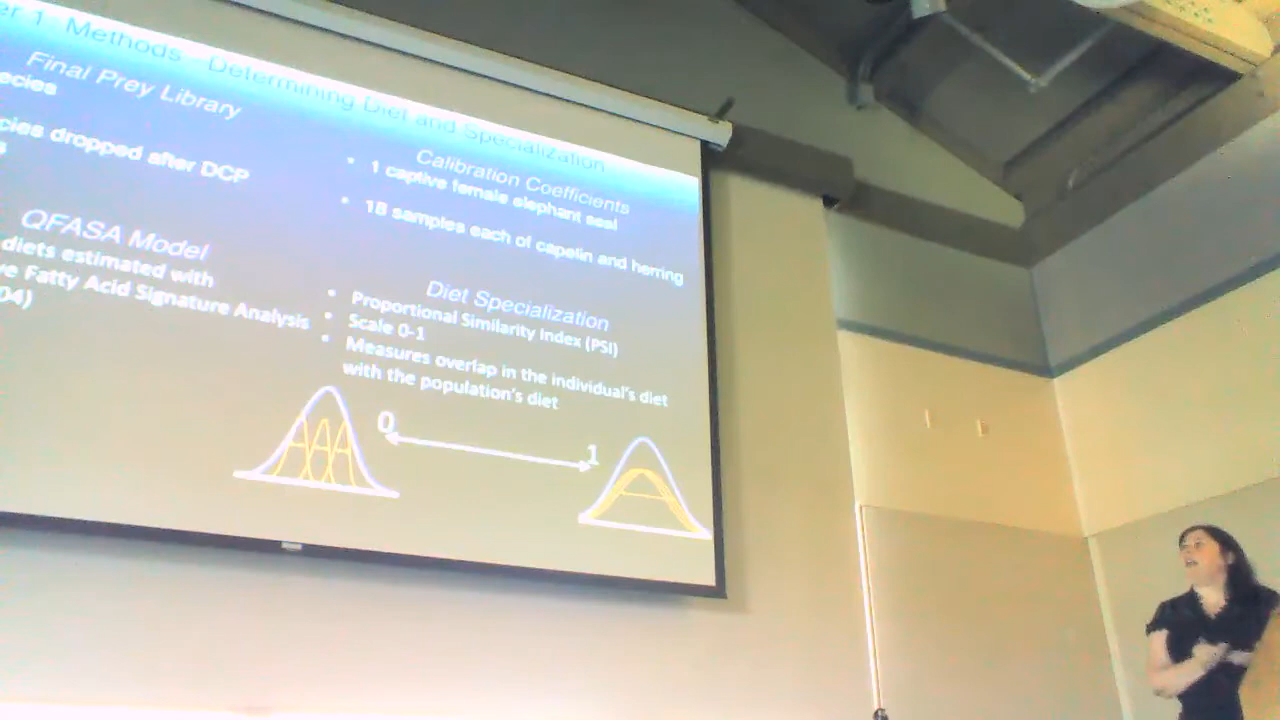 er 1 Methods - Determining Diet and Specialization
Final Prey Library
ecies
cies dropped after DCP
s
QFASA Model
diets estimated with
ve Fatty Acid Signature Analysis
04)
Calibration Coefficients
• 1 captive female elephant seal
• 18 samples each of capelin and herring
Diet Specialization
• Proportional Similarity Index (PSI)
• Scale 0-1
• Measures overlap in the individual's diet
with the population's diet
0
1